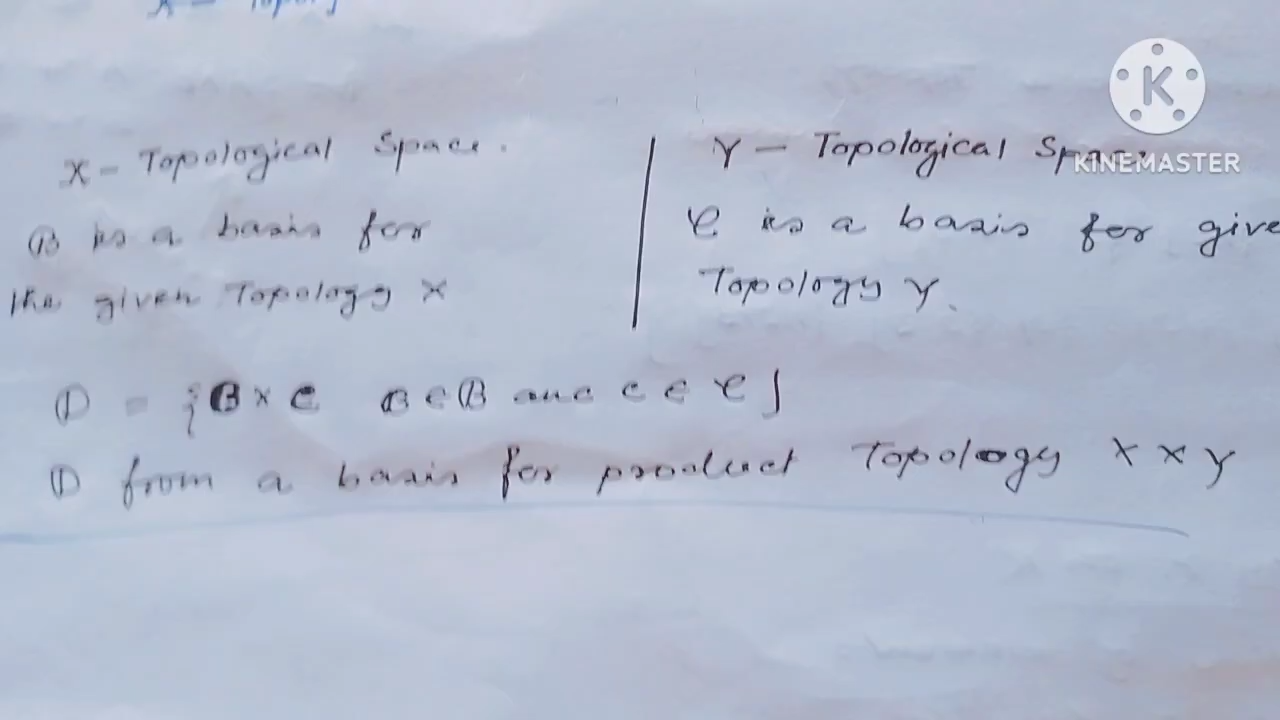 X - Topological Space.
B is a basis for
the given Topology X
Y - Topological Space
C is a basis for give
Topology Y.
D = {B × C B ∈ B and C ∈ C}
D from a basis for product Topology X × Y
K
KINEMASTER